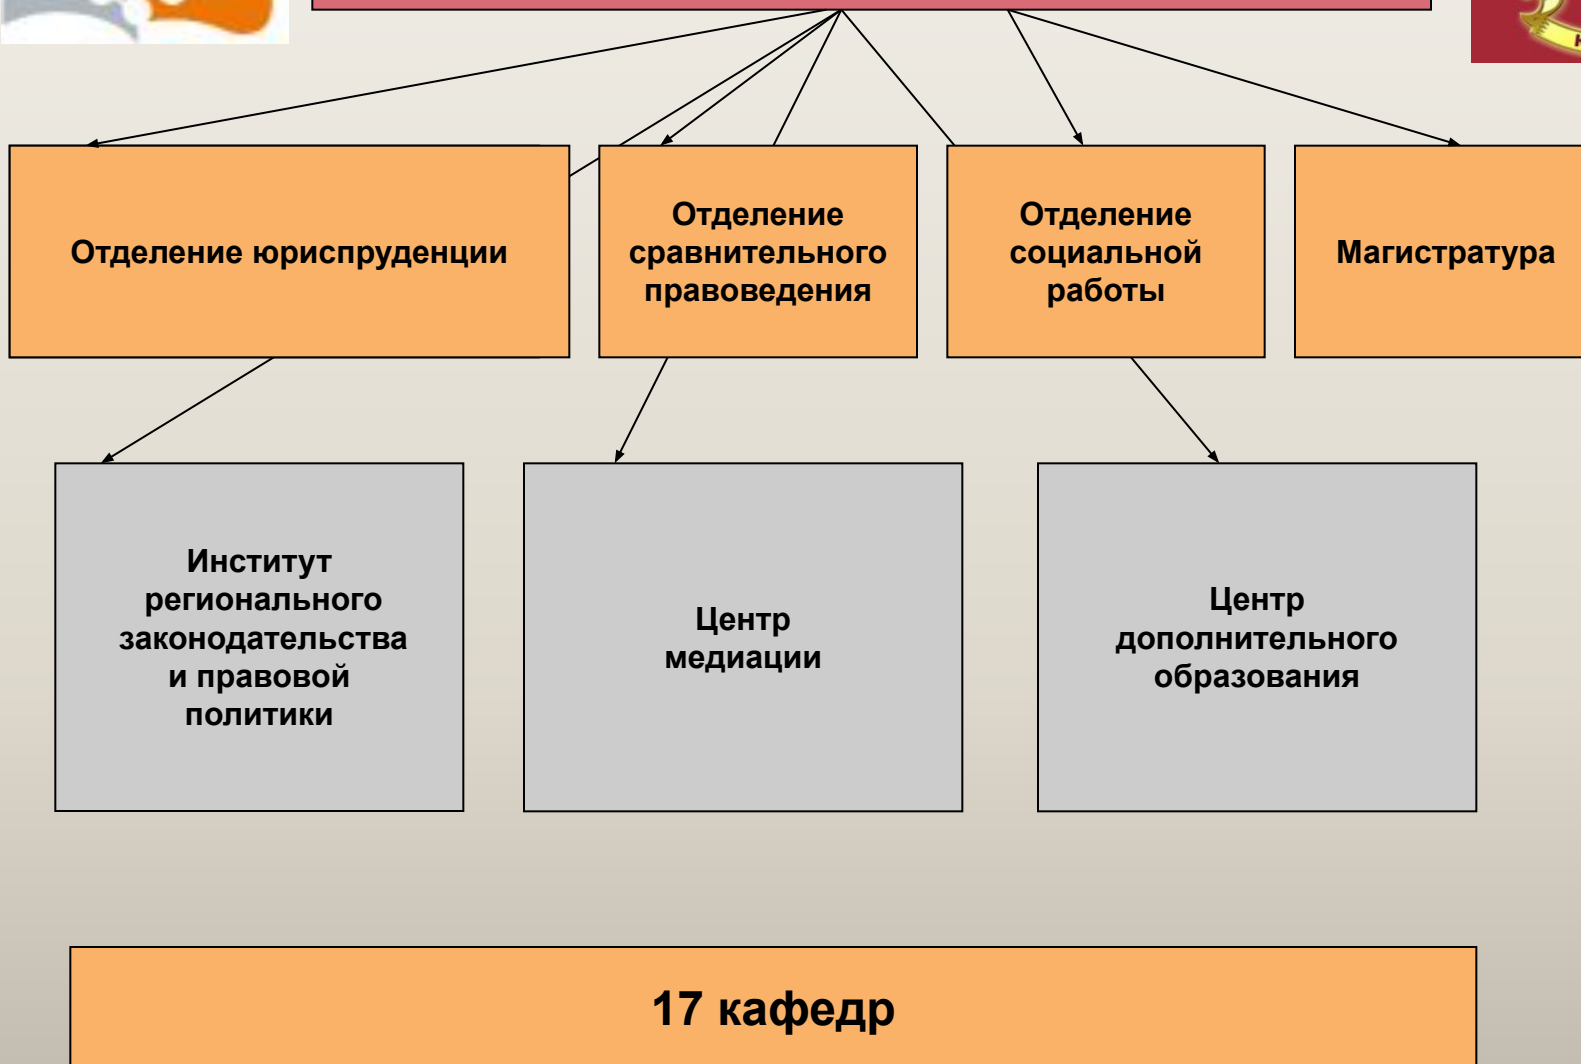 Отделение юриспруденции
Отделение
сравнительного
правоведения
Отделение
социальной
работы
Магистратура
Институт
регионального
законодательства
и правовой
политики
Центр
медиации
Центр
дополнительного
образования
17 кафедр